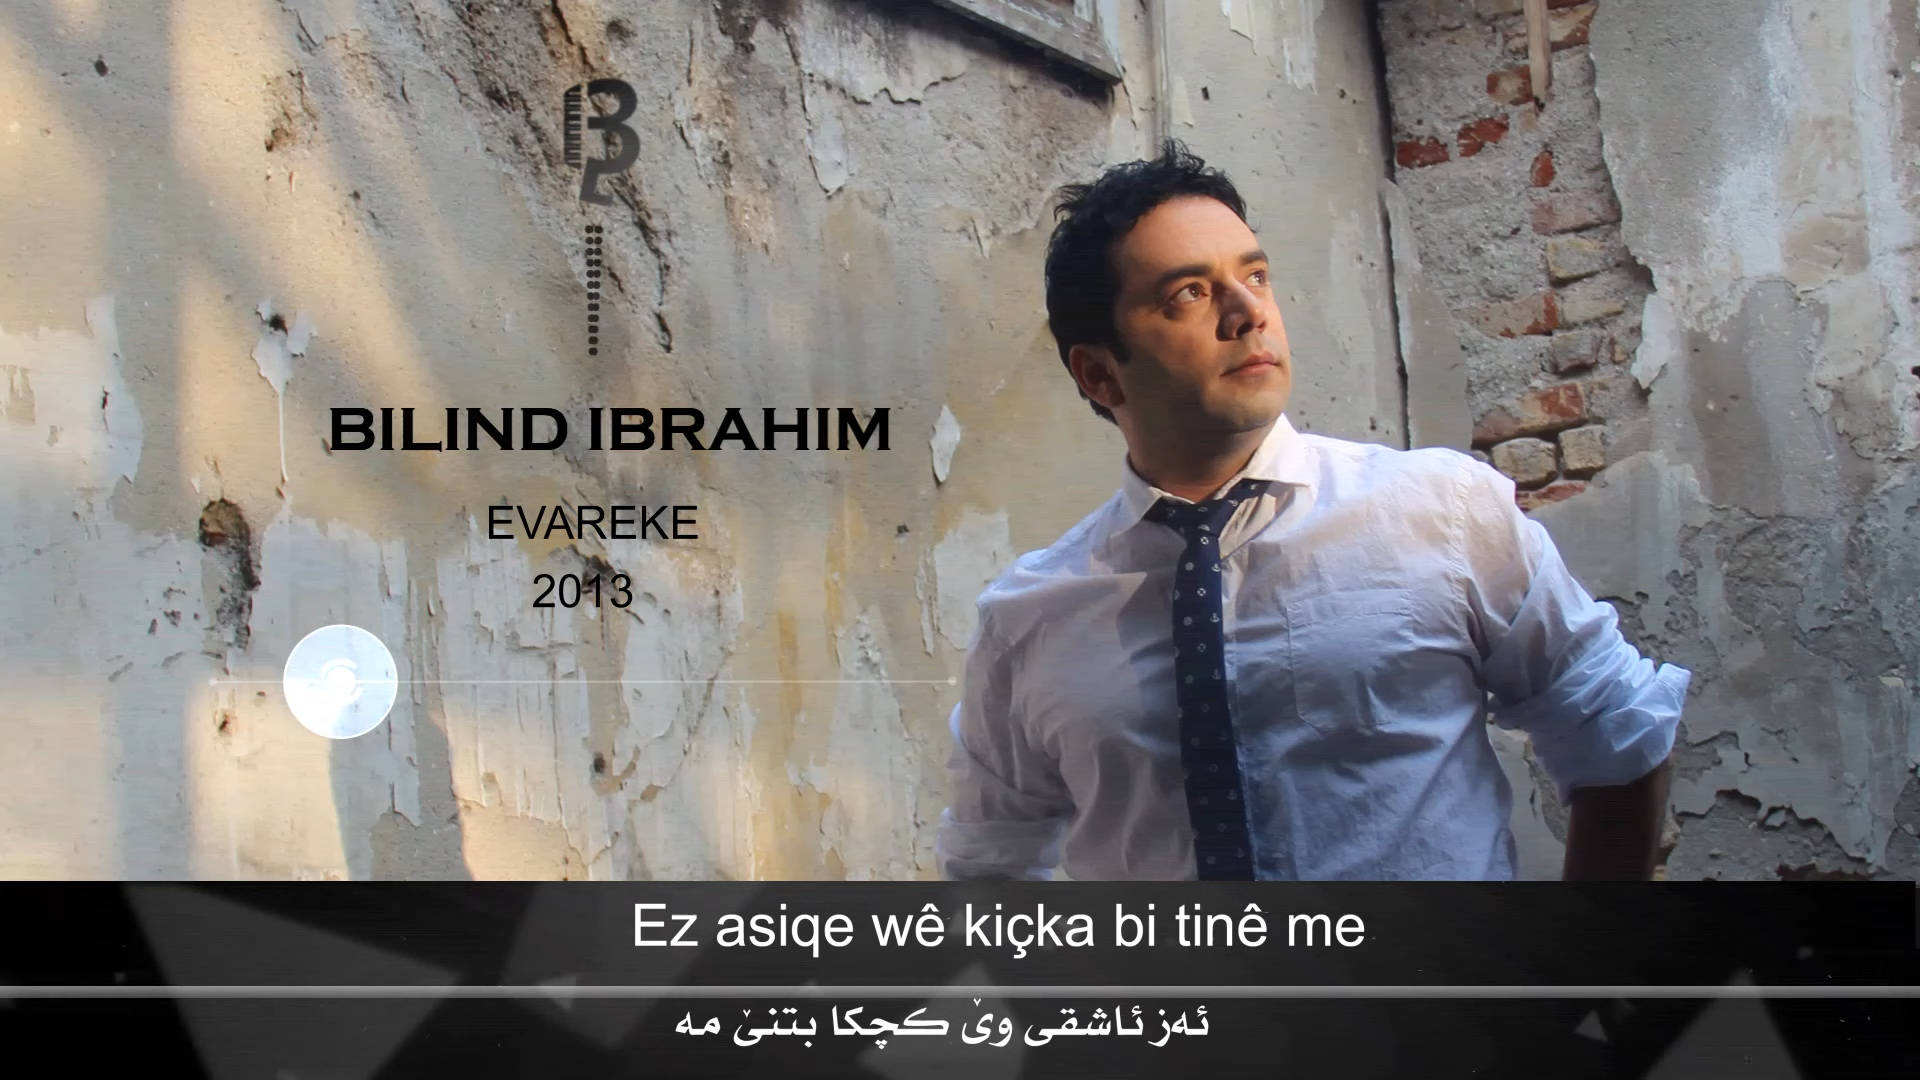 BILIND IBRAHIM
EVAREKE
2013
Ez asiqe wê kiçka bi tinê me
ئەز ئاشقی وێ کچکا بتنێ مە